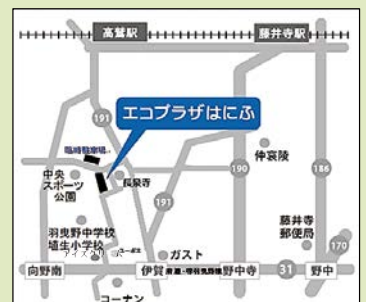 高鷲駅
藤井寺駅
191
エコプラザはにふ
臨時駐車場
中央
スポーツ
公園
長泉寺
190
仲哀陵
186
191
羽曳野中学校
埴生小学校
藤井寺
郵便局
170
ガスト
向野南
伊賀
野中寺
31
野中
コーナン